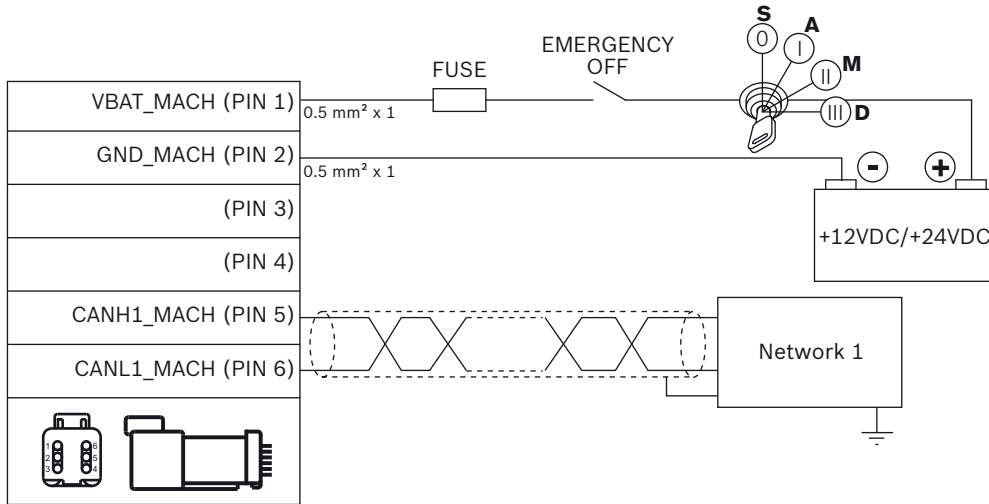 S
0
A
I
M
II
III D
EMERGENCY
OFF
FUSE
VBAT_MACH (PIN 1)
0.5 mm² x 1
GND_MACH (PIN 2)
0.5 mm² x 1
- +
(PIN 3)
+12VDC/+24VDC
(PIN 4)
CANH1_MACH (PIN 5)
Network 1
CANL1_MACH (PIN 6)
1 6
2 5
3 4